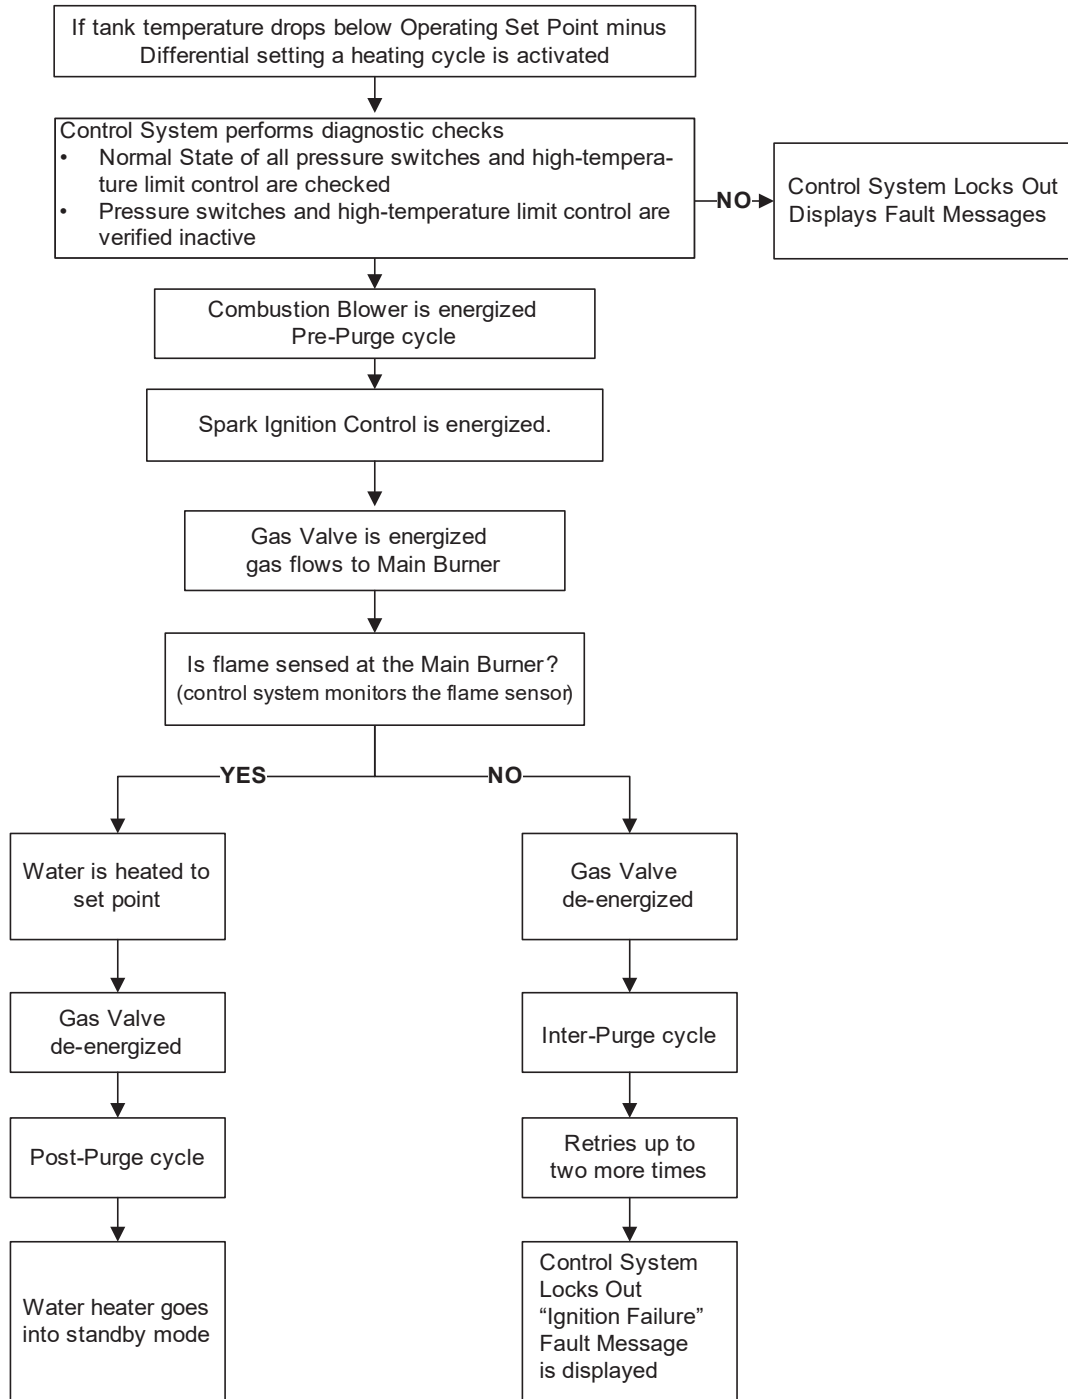 If tank temperature drops below Operating Set Point minus
Differential setting a heating cycle is activated
Control System performs diagnostic checks
• Normal State of all pressure switches and high-tempera-
ture limit control are checked
• Pressure switches and high-temperature limit control are
verified inactive
NO
Control System Locks Out
Displays Fault Messages
Combustion Blower is energized
Pre-Purge cycle
Spark Ignition Control is energized.
Gas Valve is energized
gas flows to Main Burner
Is flame sensed at the Main Burner?
(control system monitors the flame sensor)
YES
NO
Water is heated to
set point
Gas Valve
de-energized
Gas Valve
de-energized
Inter-Purge cycle
Post-Purge cycle
Retries up to
two more times
Water heater goes
into standby mode
Control System
Locks Out
“Ignition Failure”
Fault Message
is displayed